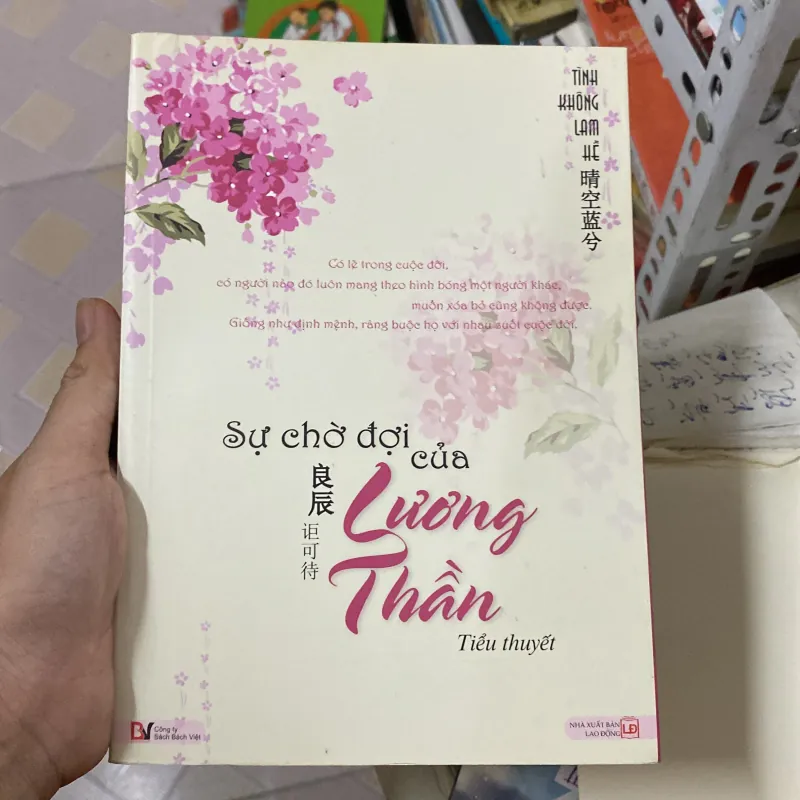 TÌNH
KHÔNG
LAM
HỀ
晴空蓝兮
Có lẽ trong cuộc đời,
có người nào đó luôn mang theo hình bóng một người khác,
muốn xóa bỏ cũng không được.
Giống như định mệnh, ràng buộc họ với nhau suốt cuộc đời.
Sự chờ đợi
của
良辰
讵可待
Lương
Thần
Tiểu thuyết
BV
Công ty
Sách Bách Việt
NHÀ XUẤT BẢN
LAO ĐỘNG
LĐ